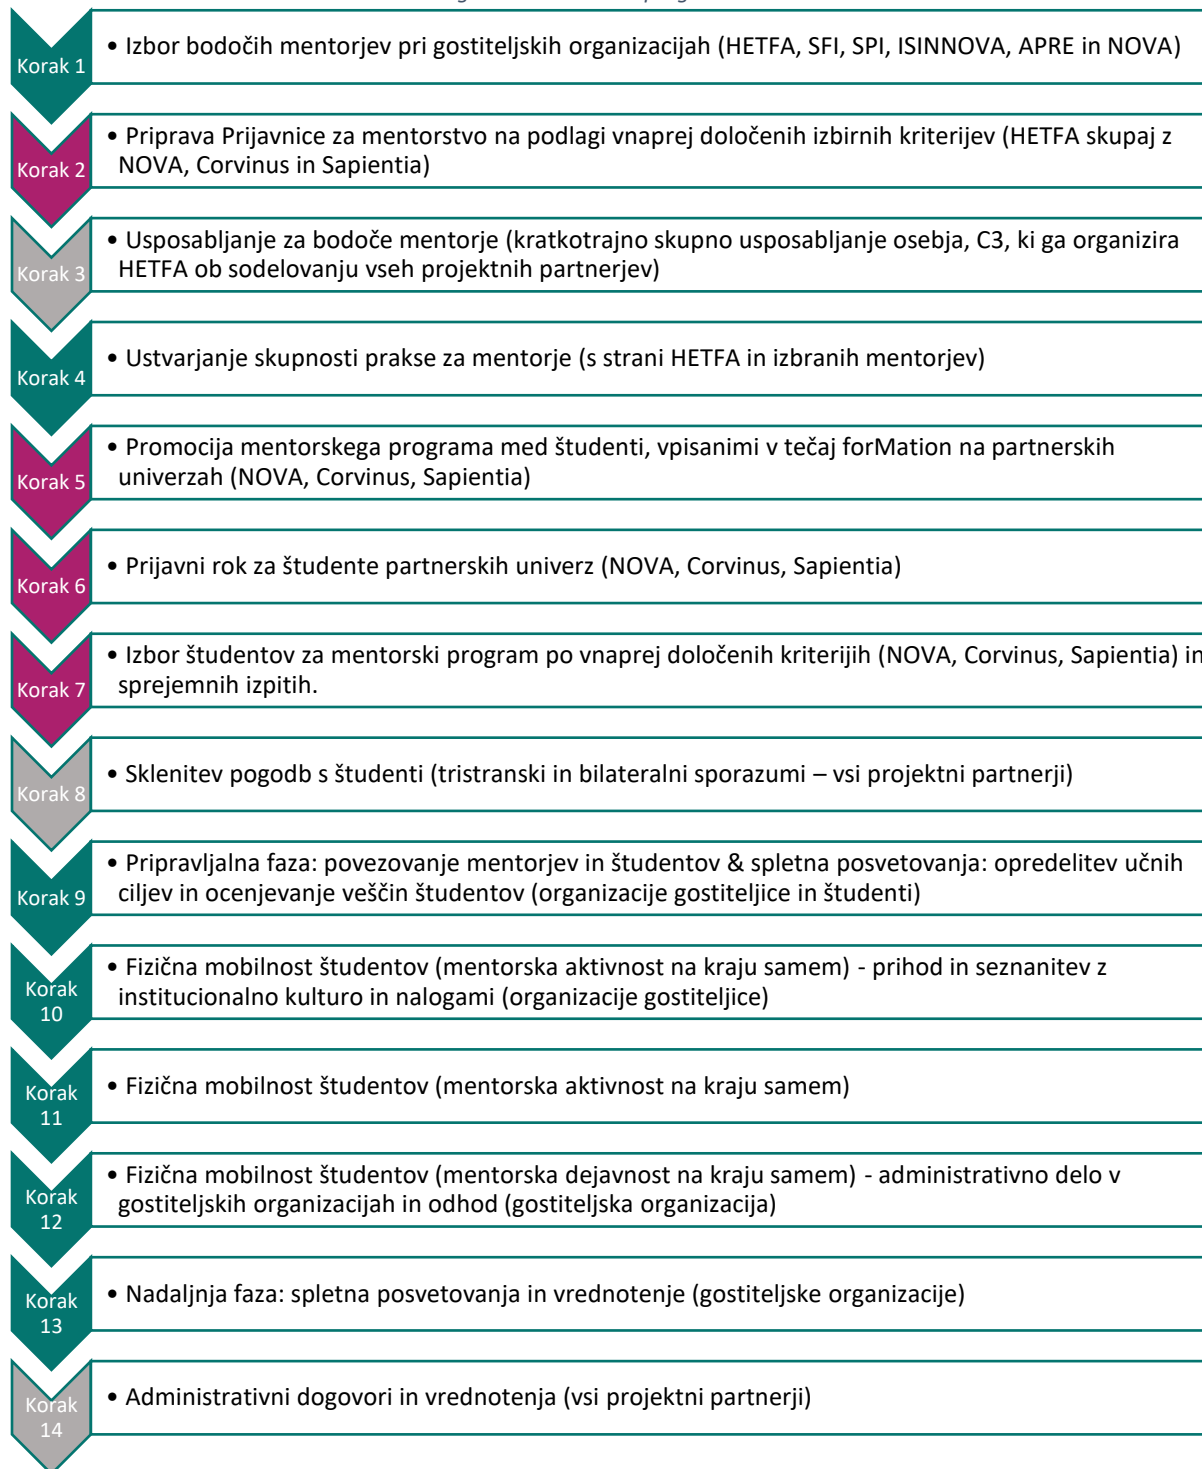 Korak 1
• Izbor bodočih mentorjev pri gostiteljskih organizacijah (HETFA, SFI, SPI, ISINNOVA, APRE in NOVA)
Korak 2
• Priprava Prijavnice za mentorstvo na podlagi vnaprej določenih izbirnih kriterijev (HETFA skupaj z
NOVA, Corvinus in Sapientia)
Korak 3
• Usposabljanje za bodoče mentorje (kratkotrajno skupno usposabljanje osebja, C3, ki ga organizira
HETFA ob sodelovanju vseh projektnih partnerjev)
Korak 4
• Ustvarjanje skupnosti prakse za mentorje (s strani HETFA in izbranih mentorjev)
Korak 5
• Promocija mentorskega programa med študenti, vpisanimi v tečaj forMation na partnerskih
univerzah (NOVA, Corvinus, Sapientia)
Korak 6
• Prijavni rok za študente partnerskih univerz (NOVA, Corvinus, Sapientia)
Korak 7
• Izbor študentov za mentorski program po vnaprej določenih kriterijih (NOVA, Corvinus, Sapientia) in
sprejemnih izpitih.
Korak 8
• Sklenitev pogodb s študenti (tristranski in bilateralni sporazumi – vsi projektni partnerji)
Korak 9
• Pripravljalna faza: povezovanje mentorjev in študentov & spletna posvetovanja: opredelitev učnih
ciljev in ocenjevanje veščin študentov (organizacije gostiteljice in študenti)
Korak
10
• Fizična mobilnost študentov (mentorska aktivnost na kraju samem) - prihod in seznanitev z
institucionalno kulturo in nalogami (organizacije gostiteljice)
Korak
11
• Fizična mobilnost študentov (mentorska aktivnost na kraju samem)
Korak
12
• Fizična mobilnost študentov (mentorska dejavnost na kraju samem) - administrativno delo v
gostiteljskih organizacijah in odhod (gostiteljska organizacija)
Korak
13
• Nadaljnja faza: spletna posvetovanja in vrednotenje (gostiteljske organizacije)
Korak
14
• Administrativni dogovori in vrednotenja (vsi projektni partnerji)